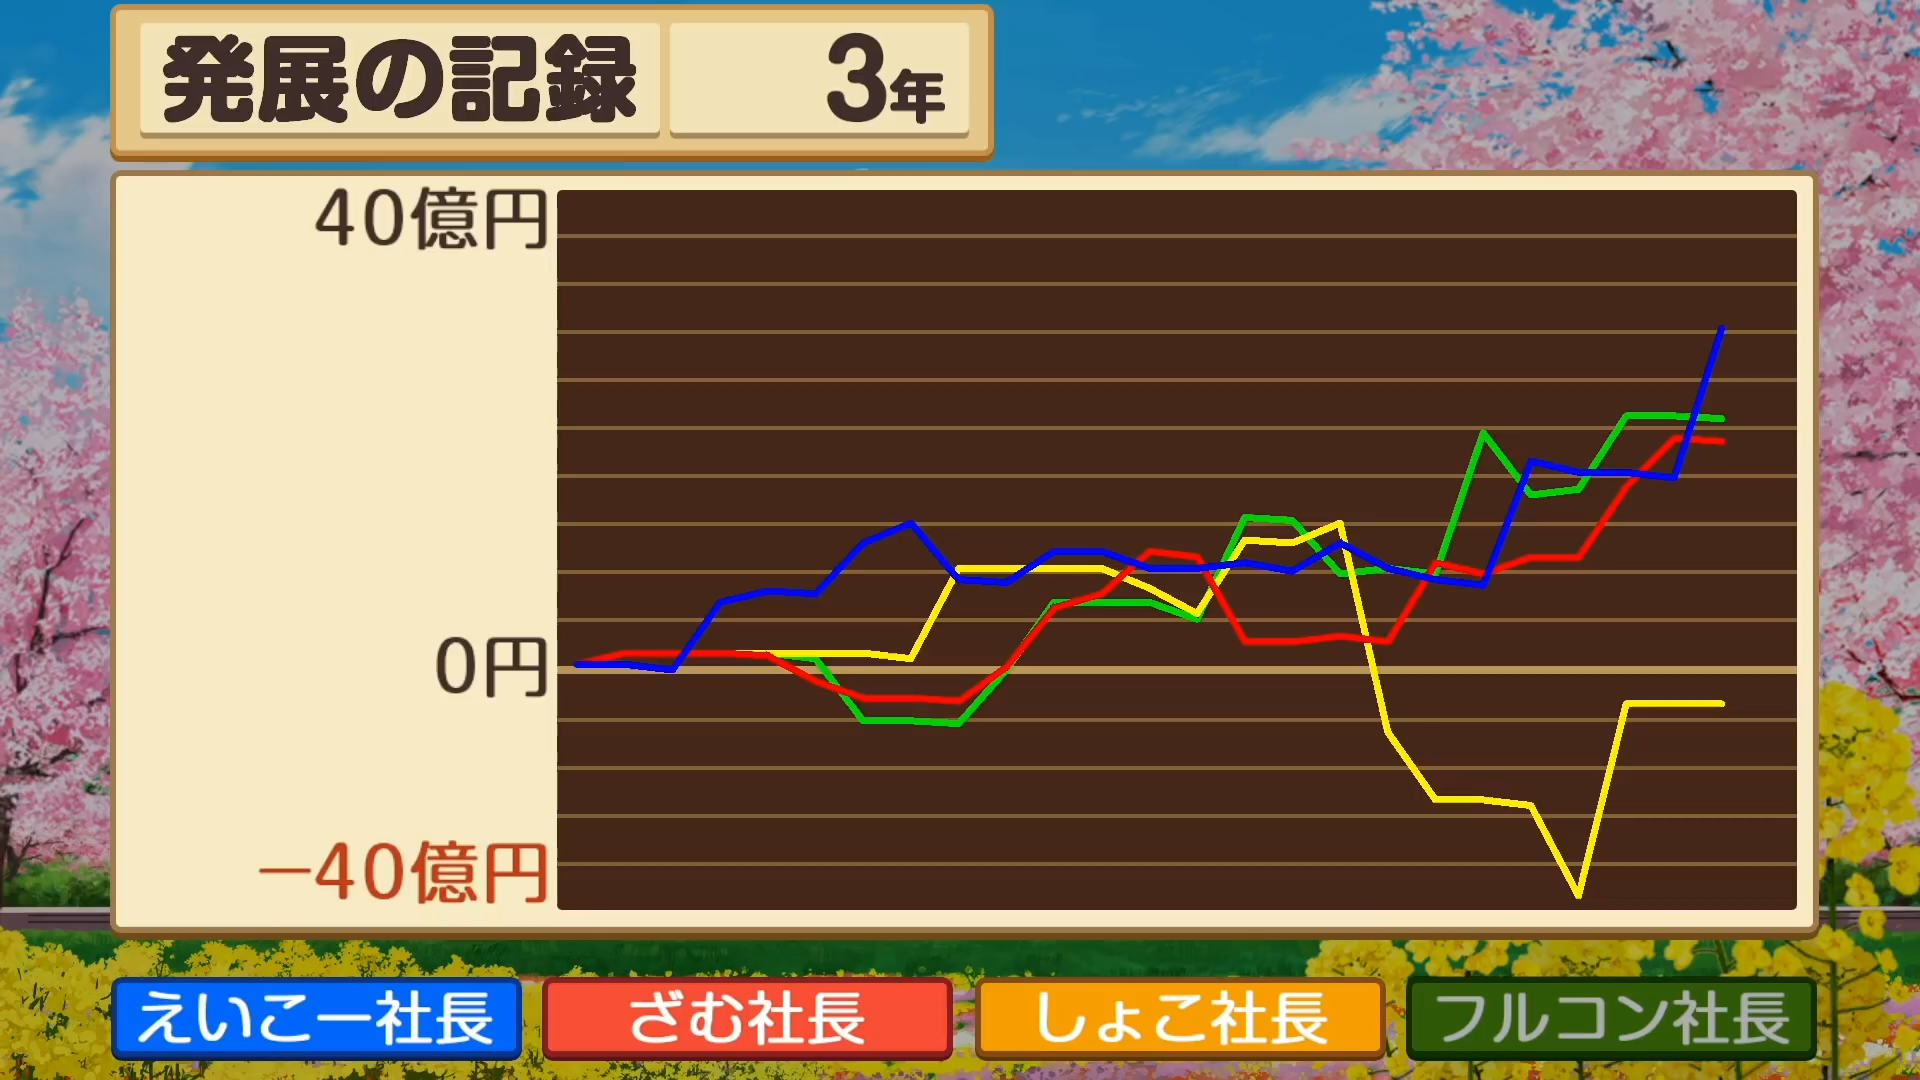 発展の記録
3年
40億円
0円
−40億円
えいこー社長
ざむ社長
しょこ社長
フルコン社長